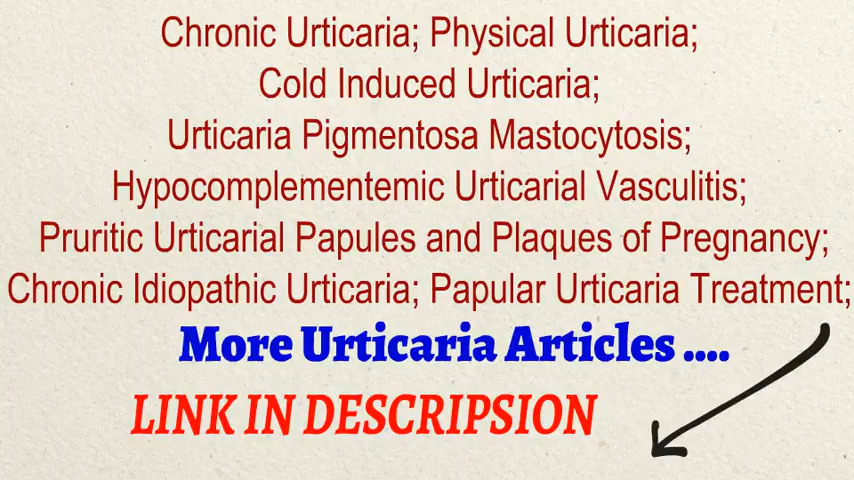 Chronic Urticaria; Physical Urticaria;
Cold Induced Urticaria;
Urticaria Pigmentosa Mastocytosis;
Hypocomplementemic Urticarial Vasculitis;
Pruritic Urticarial Papules and Plaques of Pregnancy;
Chronic Idiopathic Urticaria; Papular Urticaria Treatment;
More Urticaria Articles ....
LINK IN DESCRIPSION